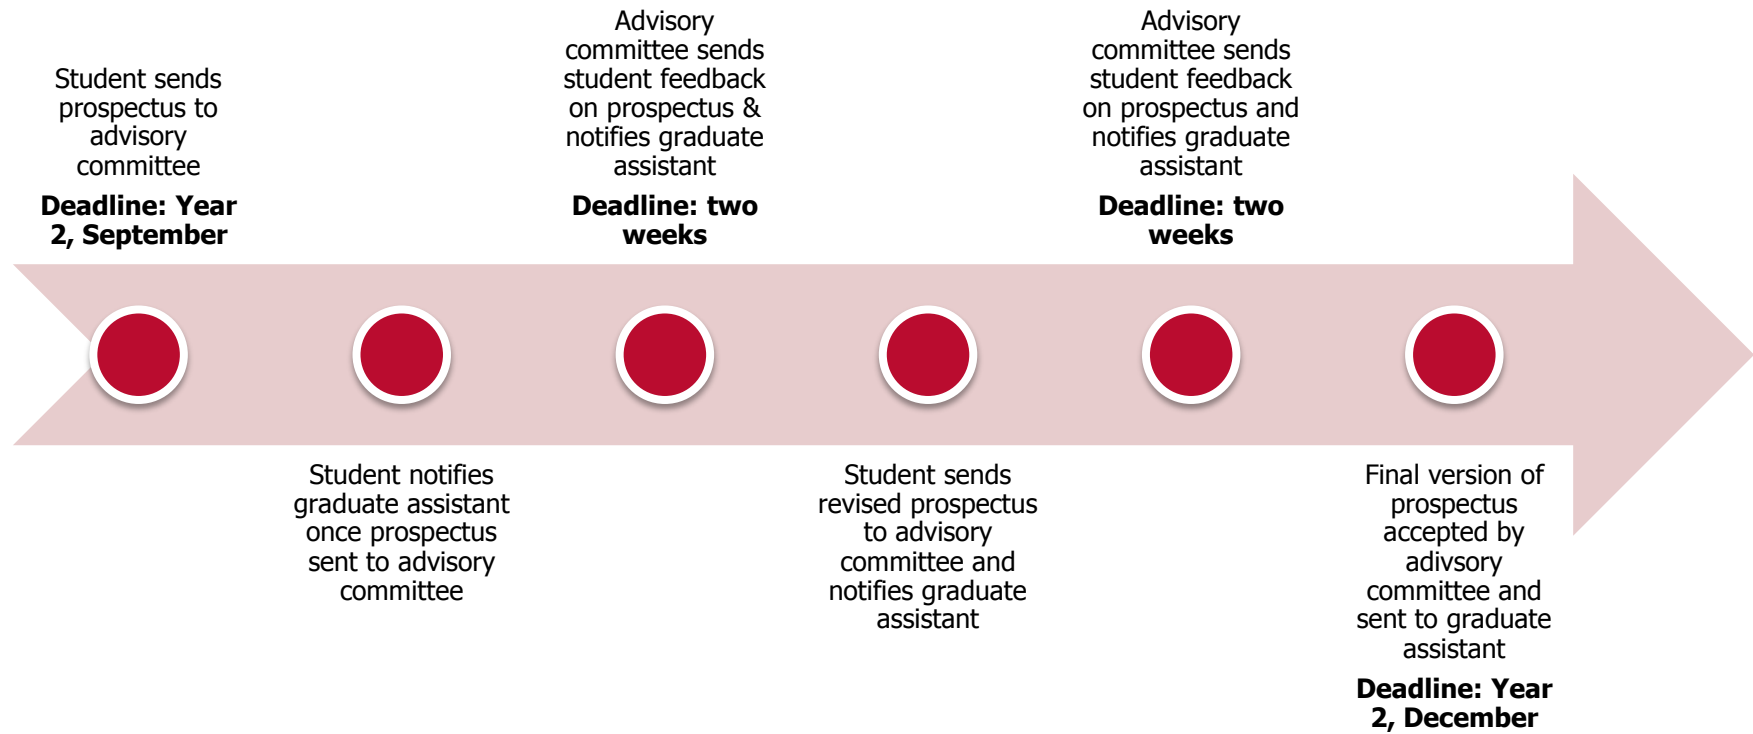 Student sends
prospectus to
advisory
committee
Deadline: Year
2, September
Student notifies
graduate assistant
once prospectus
sent to advisory
committee
Advisory
committee sends
student feedback
on prospectus &
notifies graduate
assistant
Deadline: two
weeks
Student sends
revised prospectus
to advisory
committee and
notifies graduate
assistant
Advisory
committee sends
student feedback
on prospectus and
notifies graduate
assistant
Deadline: two
weeks
Final version of
prospectus
accepted by
adivsory
committee and
sent to graduate
assistant
Deadline: Year
2, December